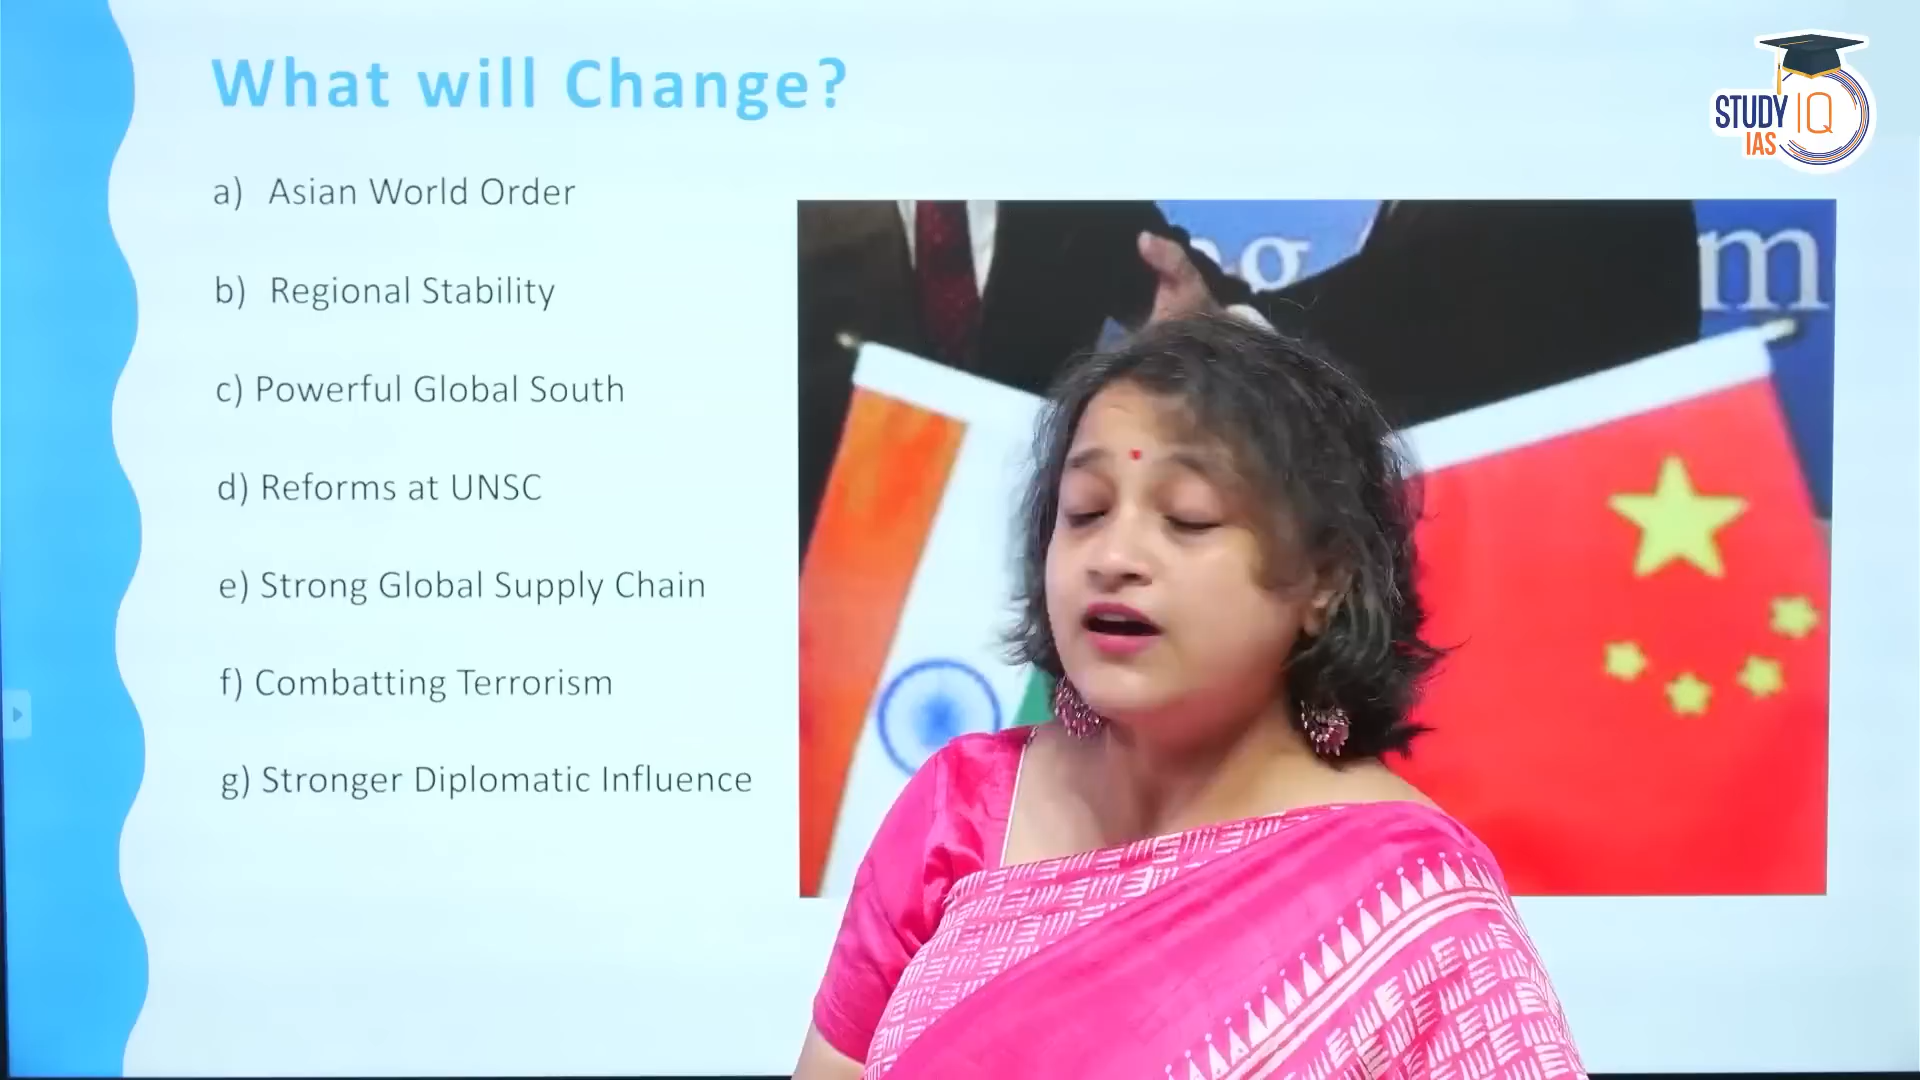 What will Change?
STUDY IQ
IAS
a) Asian World Order
b) Regional Stability
c) Powerful Global South
d) Reforms at UNSC
e) Strong Global Supply Chain
f) Combatting Terrorism
g) Stronger Diplomatic Influence